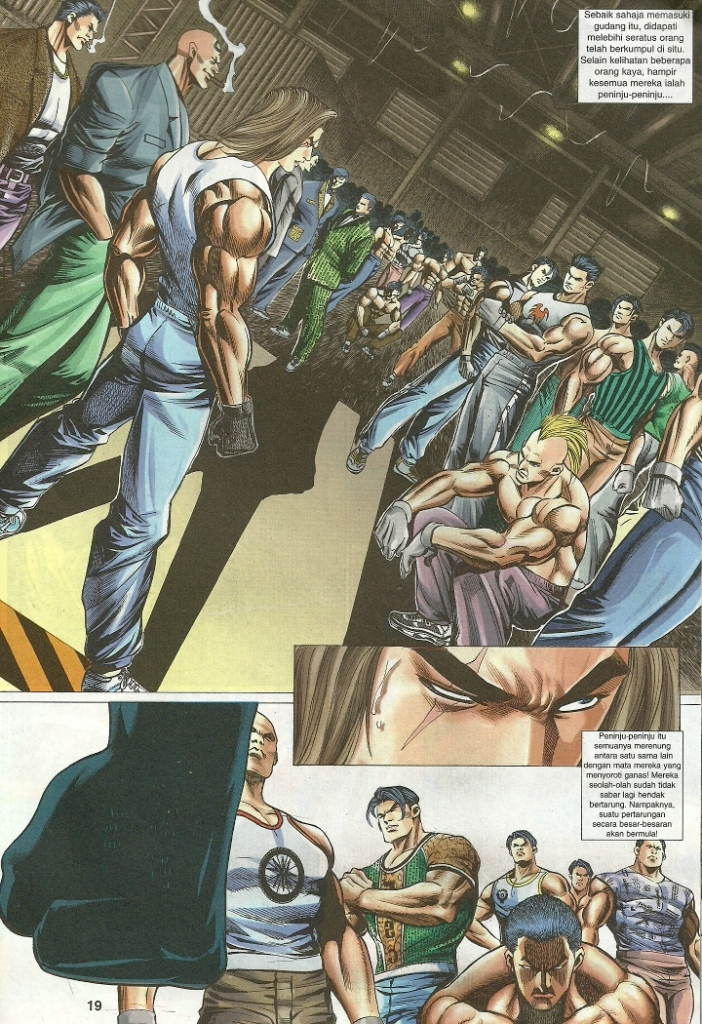 Sebaik sahaja memasuki
gudang itu, didapati
melebihi seratus orang
telah berkumpul di situ.
Selain kelihatan beberapa
orang kaya, hampir
kesemua mereka ialah
peninju-peninju....
Peninju-peninju itu
semuanya merenung
antara satu sama lain
dengan mata mereka yang
menyoroti ganas! Mereka
seolah-olah sudah tidak
sabar lagi hendak
bertarung. Nampaknya,
suatu pertarungan
secara besar-besaran
akan bermula!
19